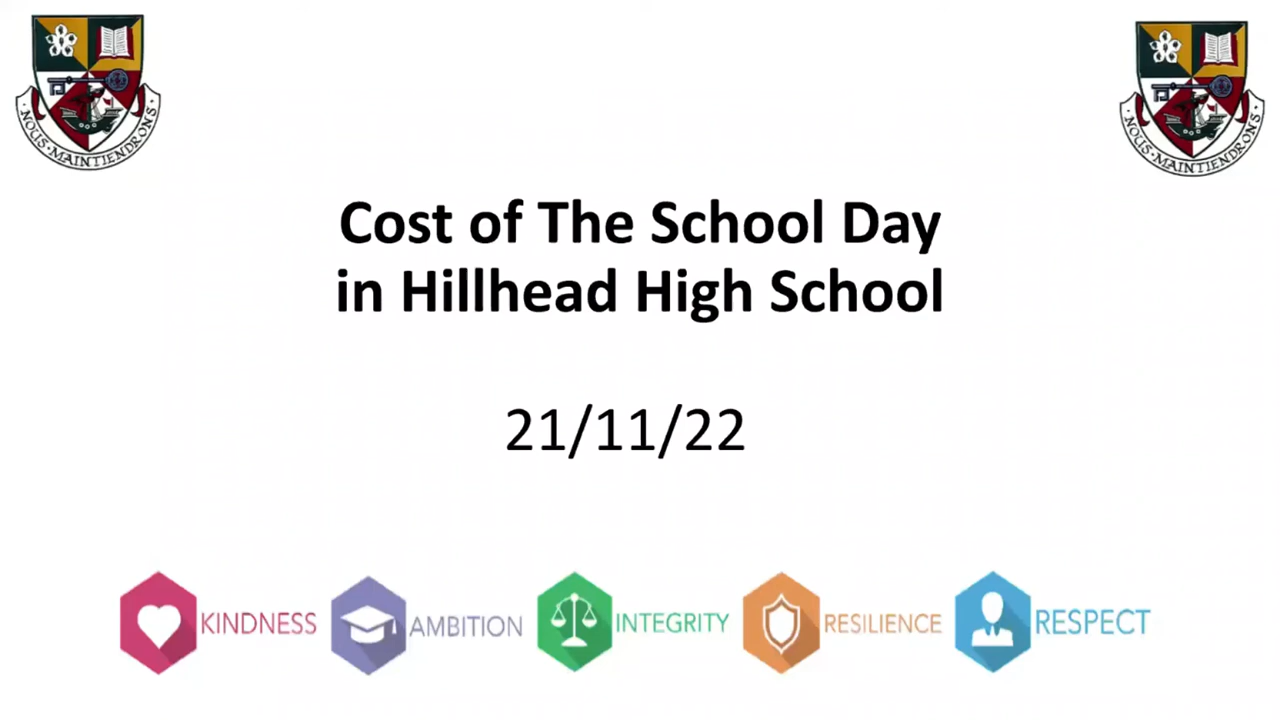 NOUS·MAINTIENDRONS
NOUS·MAINTIENDRONS
Cost of The School Day
in Hillhead High School
21/11/22
KINDNESS
AMBITION
INTEGRITY
RESILIENCE
RESPECT